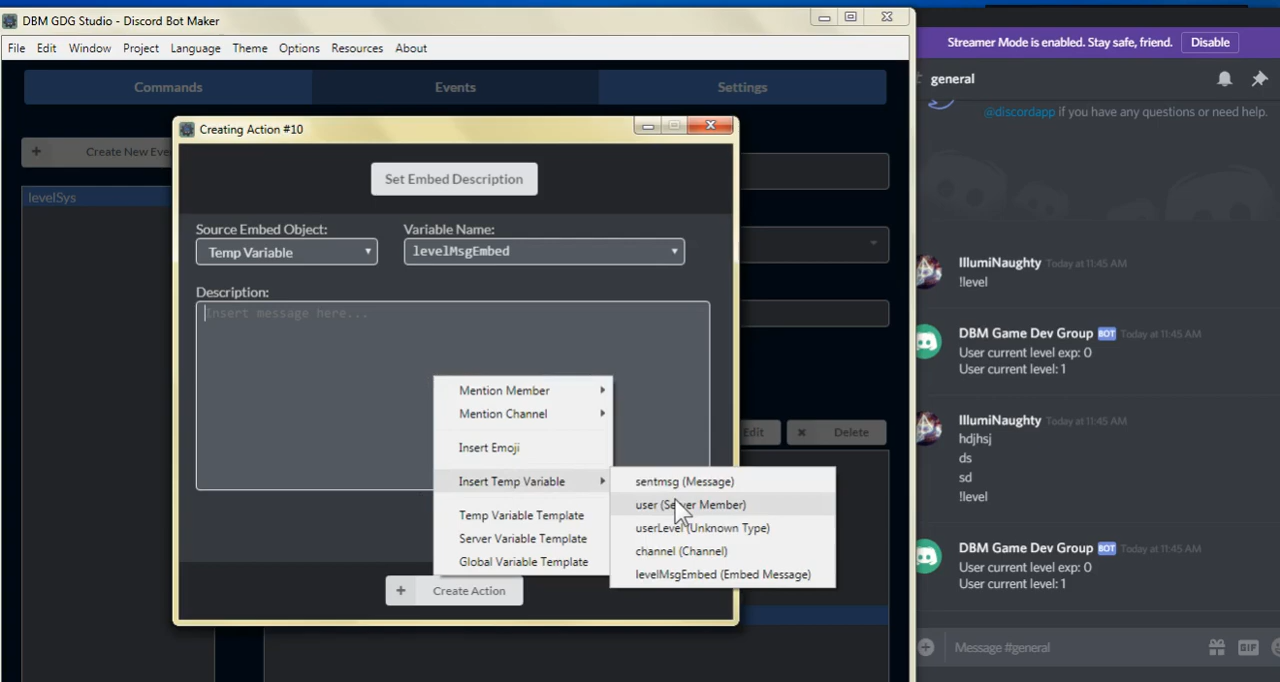 DBM GDG Studio - Discord Bot Maker
File Edit Window Project Language Theme Options Resources About
Commands Events Settings
+ Create New Eve
levelSys
Creating Action #10
Set Embed Description
Source Embed Object: Variable Name:
Temp Variable levelMsgEmbed
Description:
Insert message here...
Mention Member
Mention Channel
Insert Emoji
Insert Temp Variable
Temp Variable Template
Server Variable Template
Global Variable Template
sentmsg (Message)
user (Server Member)
userLevel (Unknown Type)
channel (Channel)
levelMsgEmbed (Embed Message)
+ Create Action
Edit × Delete
Streamer Mode is enabled. Stay safe, friend. Disable
general
@discordapp if you have any questions or need help.
IllumiNaughty Today at 11:45 AM
!level
DBM Game Dev Group BOT Today at 11:45 AM
User current level exp: 0
User current level: 1
IllumiNaughty Today at 11:45 AM
hdjhsj
ds
sd
!level
DBM Game Dev Group BOT Today at 11:45 AM
User current level exp: 0
User current level: 1
Message #general
GIF